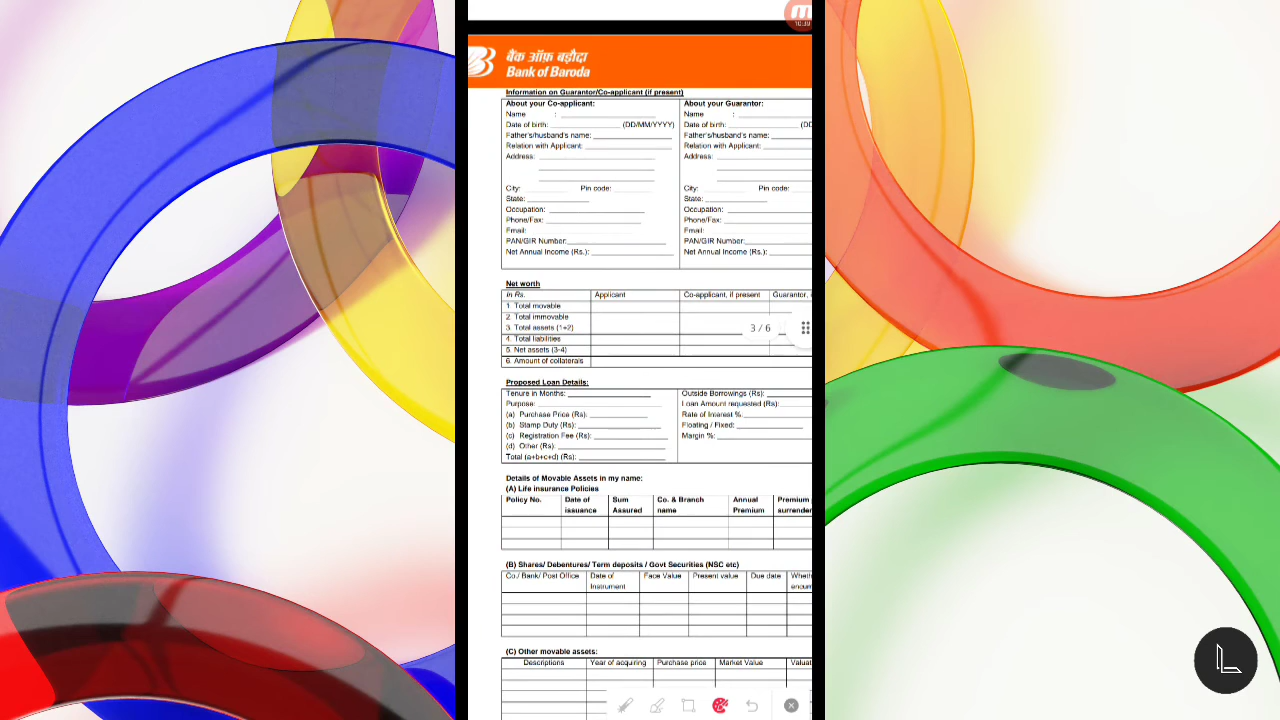 10:39
बैंक ऑफ़ बड़ौदा
Bank of Baroda
Information on Guarantor/Co-applicant (if present)
About your Co-applicant: About your Guarantor:
Name : Name :
Date of birth: (DD/MM/YYYY) Date of birth: (DD
Father's/husband's name: Father's/husband's name:
Relation with Applicant: Relation with Applicant:
Address: Address:
City: Pin code: City: Pin code:
State: State:
Occupation: Occupation:
Phone/Fax: Phone/Fax:
Email: Email:
PAN/GIR Number: PAN/GIR Number:
Net Annual Income (Rs.): Net Annual Income (Rs.):
Net worth
In Rs. Applicant Co-applicant, if present Guarantor,
1. Total movable
2. Total immovable
3. Total assets (1+2) 3 / 6
4. Total liabilities
5. Net assets (3-4)
6. Amount of collaterals
Proposed Loan Details:
Tenure in Months: Outside Borrowings (Rs):
Purpose: Loan Amount requested (Rs):
(a) Purchase Price (Rs): Rate of Interest %:
(b) Stamp Duty (Rs): Floating / Fixed:
(c) Registration Fee (Rs): Margin %:
(d) Other (Rs):
Total (a+b+c+d) (Rs):
Details of Movable Assets in my name:
(A) Life insurance Policies
Policy No. Date of Sum Co. & Branch Annual Premium
issuance Assured name Premium surrender
(B) Shares/ Debentures/ Term deposits / Govt Securities (NSC etc)
Co./ Bank/ Post Office Date of Face Value Present value Due date Wheth
Instrument encum
(C) Other movable assets:
Descriptions Year of acquiring Purchase price Market Value Valuat